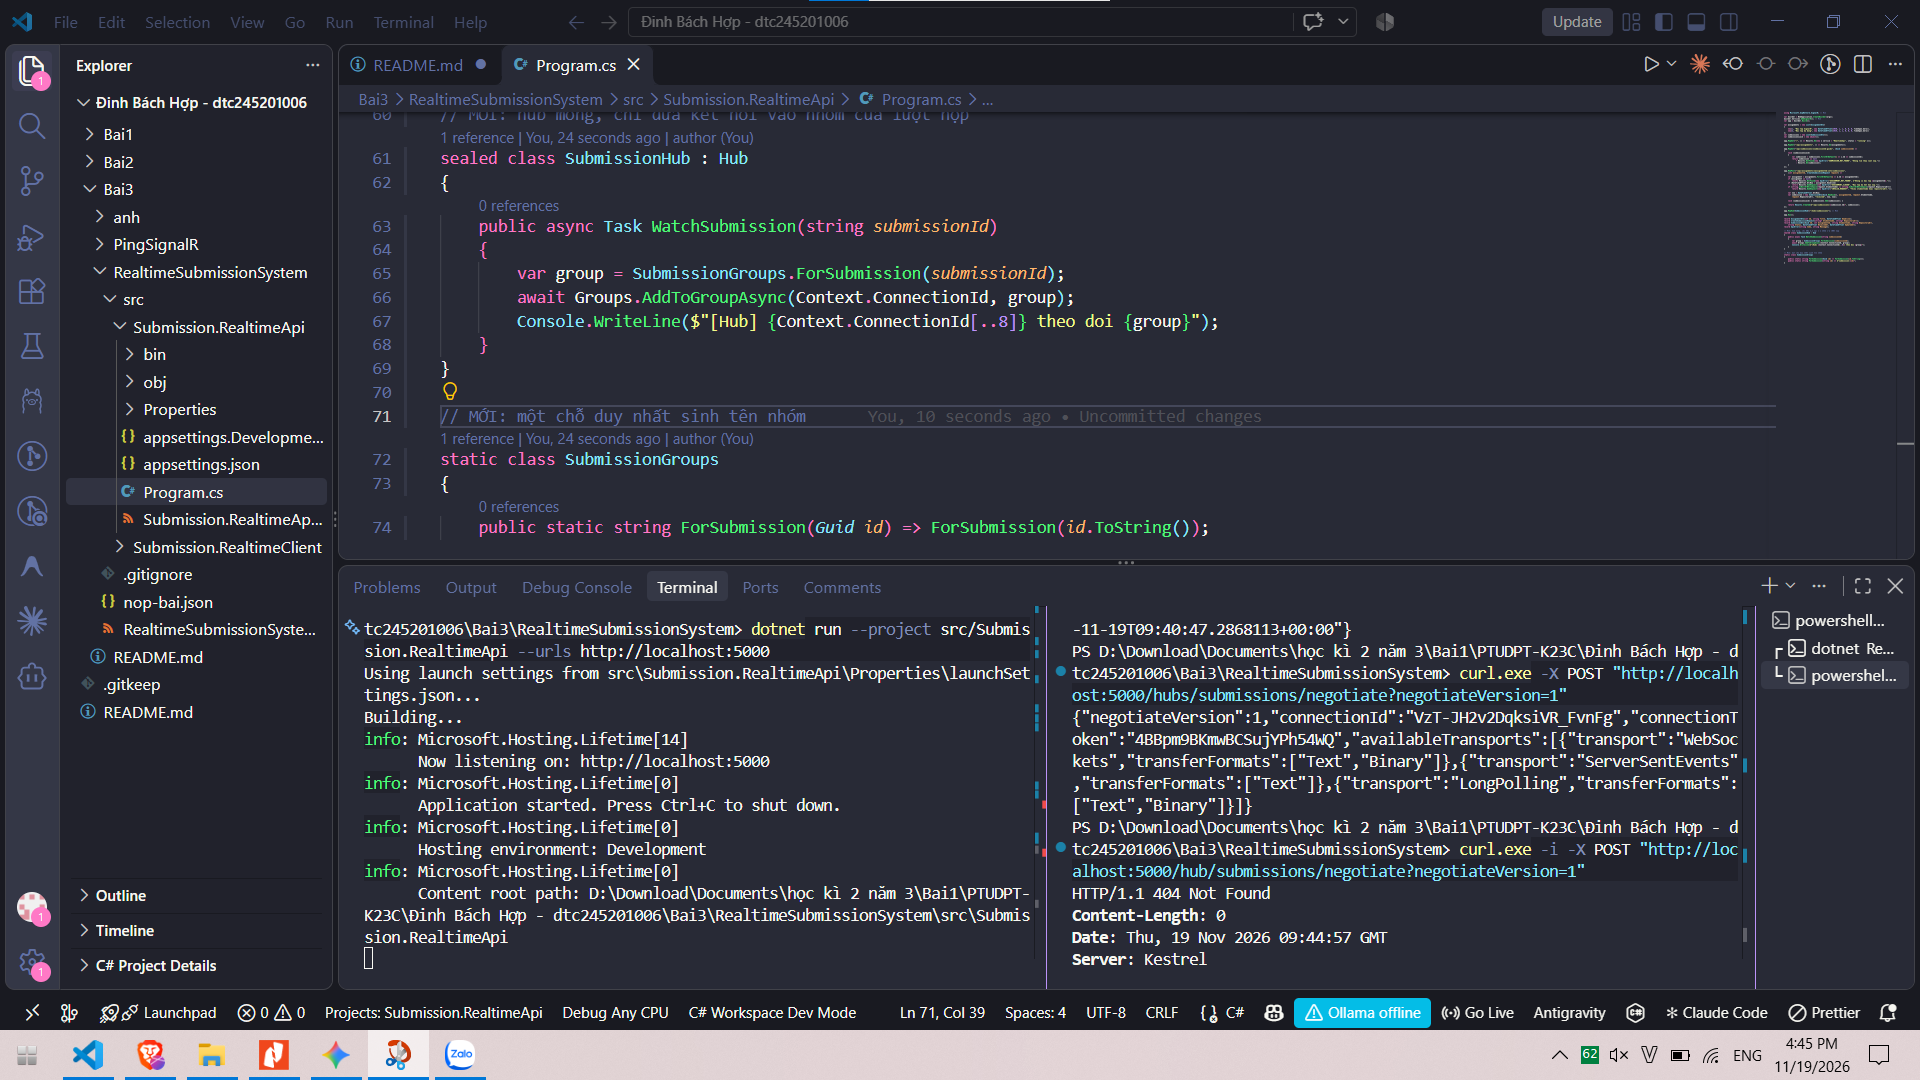 File Edit Selection View Go Run Terminal Help
Đinh Bách Hợp - dtc245201006
Update
Explorer
Đinh Bách Hợp - dtc245201006
Bai1
Bai2
Bai3
anh
PingSignalR
RealtimeSubmissionSystem
src
Submission.RealtimeApi
bin
obj
Properties
appsettings.Developme...
appsettings.json
Program.cs
Submission.RealtimeAp...
Submission.RealtimeClient
.gitignore
nop-bai.json
RealtimeSubmissionSyste...
README.md
.gitkeep
README.md
Outline
Timeline
C# Project Details
README.md
Program.cs
Bai3 > RealtimeSubmissionSystem > src > Submission.RealtimeApi > Program.cs > ...
60 // MỚI: hub mỏng, chỉ đưa kết nối vào nhóm của lượt nộp
1 reference | You, 24 seconds ago | author (You)
61 sealed class SubmissionHub : Hub
62 {
0 references
63 public async Task WatchSubmission(string submissionId)
64 {
65 var group = SubmissionGroups.ForSubmission(submissionId);
66 await Groups.AddToGroupAsync(Context.ConnectionId, group);
67 Console.WriteLine($"[Hub] {Context.ConnectionId[..8]} theo doi {group}");
68 }
69 }
70
71 // MỚI: một chỗ duy nhất sinh tên nhóm You, 10 seconds ago • Uncommitted changes
1 reference | You, 24 seconds ago | author (You)
72 static class SubmissionGroups
73 {
0 references
74 public static string ForSubmission(Guid id) => ForSubmission(id.ToString());
Problems Output Debug Console Terminal Ports Comments
tc245201006\Bai3\RealtimeSubmissionSystem> dotnet run --project src/Submis
sion.RealtimeApi --urls http://localhost:5000
Using launch settings from src\Submission.RealtimeApi\Properties\launchSet
tings.json...
Building...
info: Microsoft.Hosting.Lifetime[14]
Now listening on: http://localhost:5000
info: Microsoft.Hosting.Lifetime[0]
Application started. Press Ctrl+C to shut down.
info: Microsoft.Hosting.Lifetime[0]
Hosting environment: Development
info: Microsoft.Hosting.Lifetime[0]
Content root path: D:\Download\Documents\học kì 2 năm 3\Bai1\PTUDPT-
K23C\Đinh Bách Hợp - dtc245201006\Bai3\RealtimeSubmissionSystem\src\Submis
sion.RealtimeApi
-11-19T09:40:47.2868113+00:00"}
PS D:\Download\Documents\học kì 2 năm 3\Bai1\PTUDPT-K23C\Đinh Bách Hợp - d
tc245201006\Bai3\RealtimeSubmissionSystem> curl.exe -X POST "http://localh
ost:5000/hubs/submissions/negotiate?negotiateVersion=1"
{"negotiateVersion":1,"connectionId":"VzT-JH2v2DqksiVR_FvnFg","connectionT
oken":"4BBpm9BKmwBCSujYPh54WQ","availableTransports":[{"transport":"WebSoc
kets","transferFormats":["Text","Binary"]},{"transport":"ServerSentEvents"
,"transferFormats":["Text"]},{"transport":"LongPolling","transferFormats":
["Text","Binary"]}]}
PS D:\Download\Documents\học kì 2 năm 3\Bai1\PTUDPT-K23C\Đinh Bách Hợp - d
tc245201006\Bai3\RealtimeSubmissionSystem> curl.exe -i -X POST "http://loc
alhost:5000/hub/submissions/negotiate?negotiateVersion=1"
HTTP/1.1 404 Not Found
Content-Length: 0
Date: Thu, 19 Nov 2026 09:44:57 GMT
Server: Kestrel
powershell...
dotnet Re...
powershel...
Launchpad 0 0 Projects: Submission.RealtimeApi Debug Any CPU C# Workspace Dev Mode Ln 71, Col 39 Spaces: 4 UTF-8 CRLF C# Ollama offline Go Live Antigravity Claude Code Prettier
Zalo
62 ENG
4:45 PM
11/19/2026